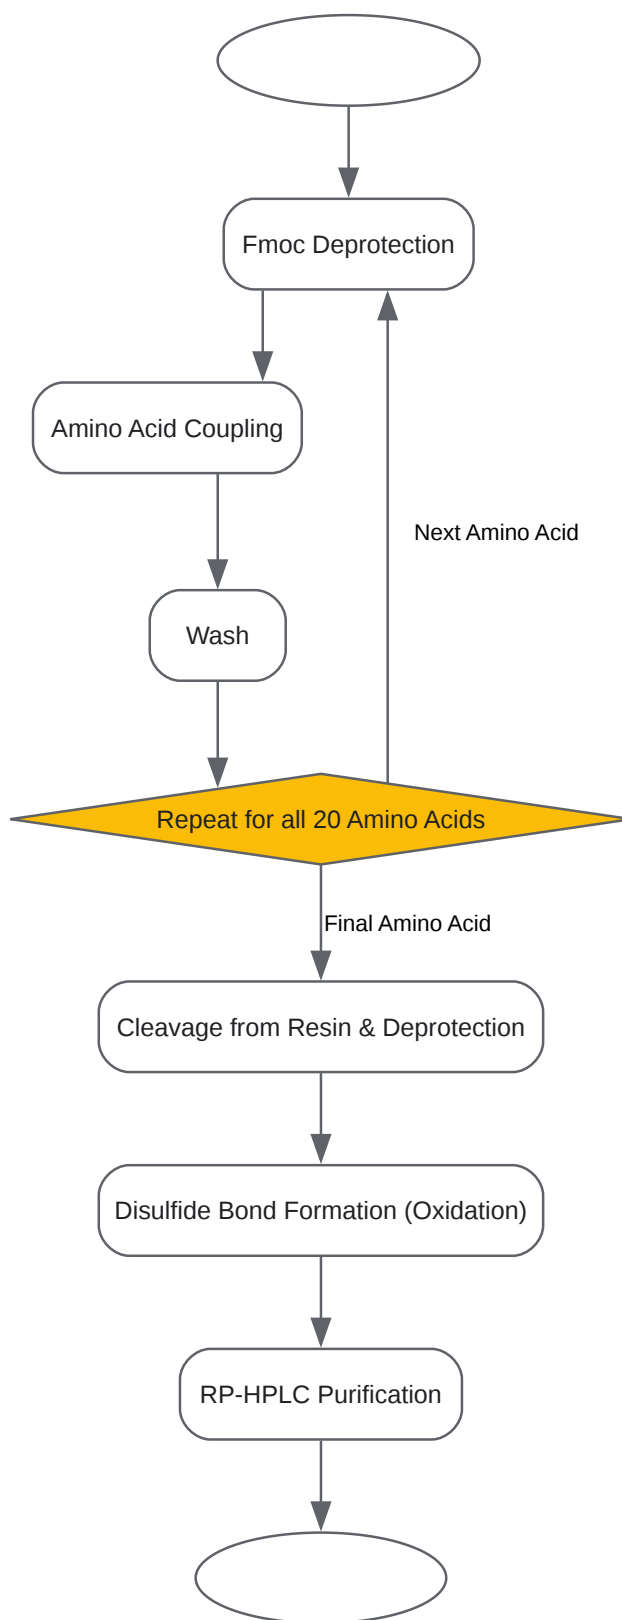 Fmoc Deprotection
Amino Acid Coupling
Next Amino Acid
Wash
Repeat for all 20 Amino Acids
Final Amino Acid
Cleavage from Resin & Deprotection
Disulfide Bond Formation (Oxidation)
RP-HPLC Purification